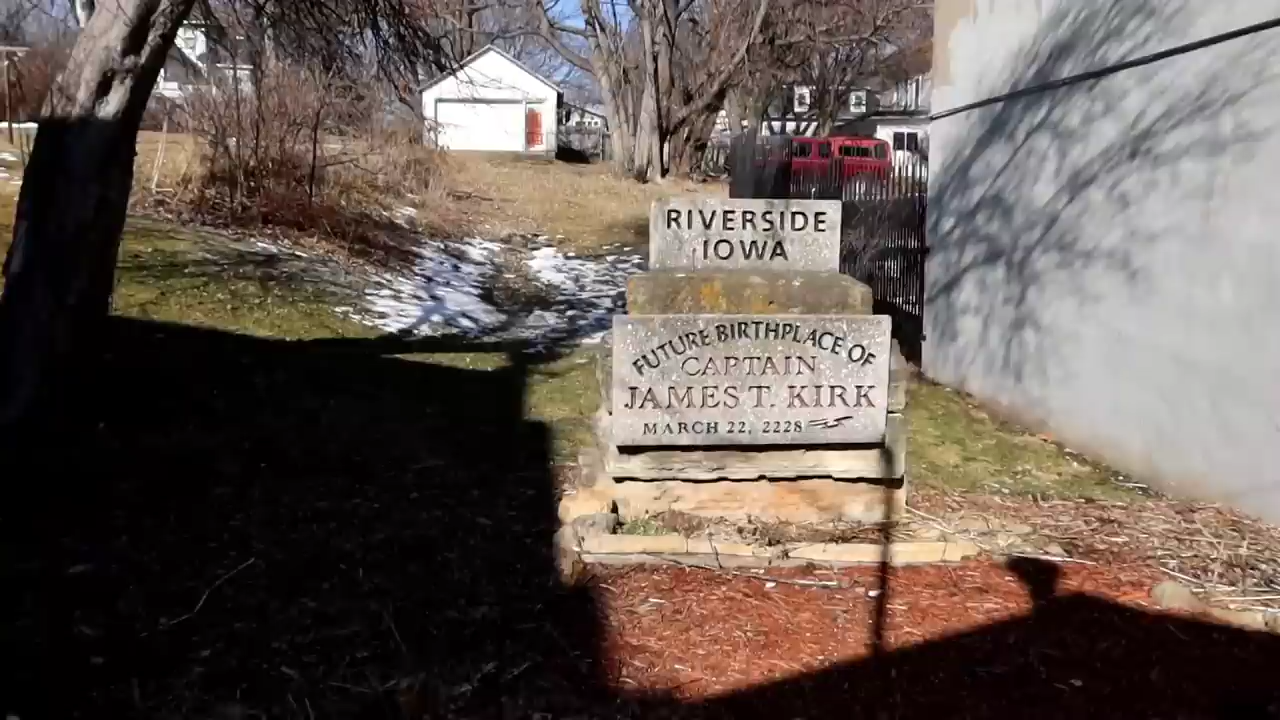 RIVERSIDE
IOWA
FUTURE BIRTHPLACE OF
CAPTAIN
JAMES T. KIRK
MARCH 22, 2228